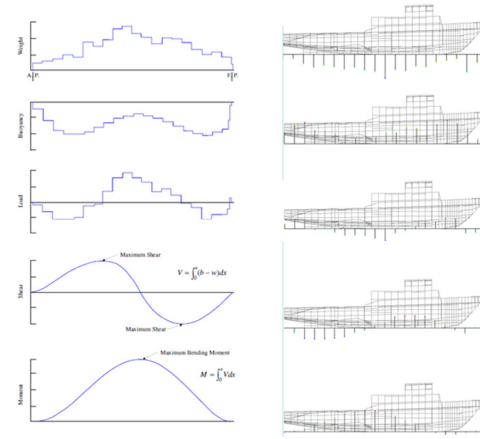 Weight
A.P.
F.P.
Buoyancy
Load
Maximum Shear
V = ∫₀ˣ(b − w)dx
Shear
Maximum Shear
Maximum Bending Moment
M = ∫₀ˣ Vdx
Moment